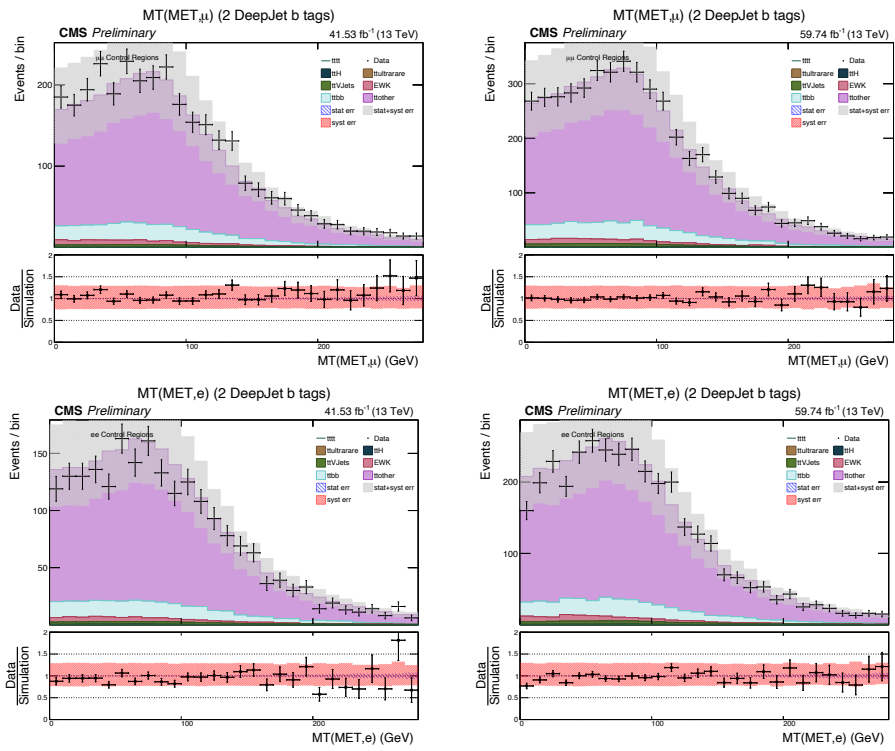 MT(MET,μ) (2 DeepJet b tags)
CMS Preliminary
41.53 fb-1 (13 TeV)
Events / bin
μμ Control Regions
tttt
Data
ttultrarare
ttH
ttVJets
EWK
ttbb
ttother
stat err
stat+syst err
syst err
200
100
Data
Simulation
2
1.5
1
0.5
0
0
100
200
MT(MET,μ) (GeV)
MT(MET,μ) (2 DeepJet b tags)
CMS Preliminary
59.74 fb-1 (13 TeV)
Events / bin
μμ Control Regions
tttt
Data
ttultrarare
ttH
ttVJets
EWK
ttbb
ttother
stat err
stat+syst err
syst err
300
200
100
Data
Simulation
2
1.5
1
0.5
0
0
100
200
MT(MET,μ) (GeV)
MT(MET,e) (2 DeepJet b tags)
CMS Preliminary
41.53 fb-1 (13 TeV)
Events / bin
ee Control Regions
tttt
Data
ttultrarare
ttH
ttVJets
EWK
ttbb
ttother
stat err
stat+syst err
syst err
150
100
50
Data
Simulation
2
1.5
1
0.5
0
0
100
200
MT(MET,e) (GeV)
MT(MET,e) (2 DeepJet b tags)
CMS Preliminary
59.74 fb-1 (13 TeV)
Events / bin
ee Control Regions
tttt
Data
ttultrarare
ttH
ttVJets
EWK
ttbb
ttother
stat err
stat+syst err
syst err
200
100
Data
Simulation
2
1.5
1
0.5
0
0
100
200
MT(MET,e) (GeV)